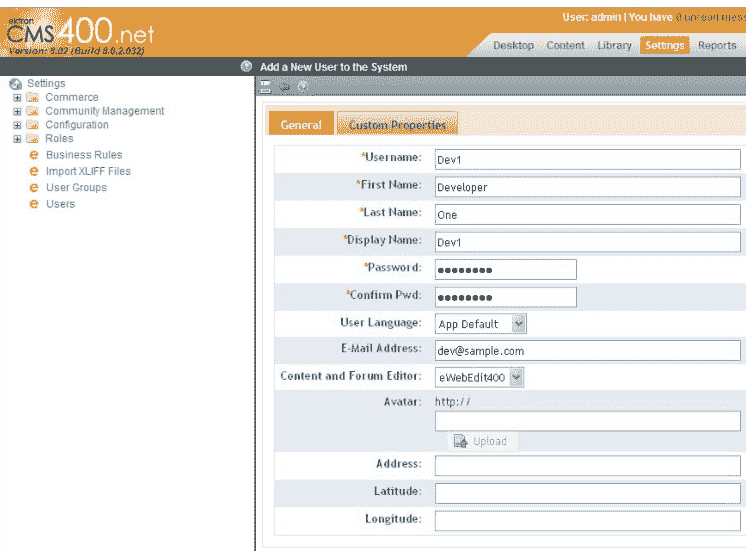 ektron
CMS400.net
Version: 8.02 (Build 8.0.2.032)
User: admin | You have 0 unread mess
Desktop Content Library Settings Reports
Add a New User to the System
Settings
Commerce
Community Management
Configuration
Roles
Business Rules
Import XLIFF Files
User Groups
Users
General Custom Properties
*Username: Dev1
*First Name: Developer
*Last Name: One
*Display Name: Dev1
*Password: ●●●●●●●●
*Confirm Pwd: ●●●●●●●●
User Language: App Default
E-Mail Address: dev@sample.com
Content and Forum Editor: eWebEdit400
Avatar: http://
Upload
Address:
Latitude:
Longitude: